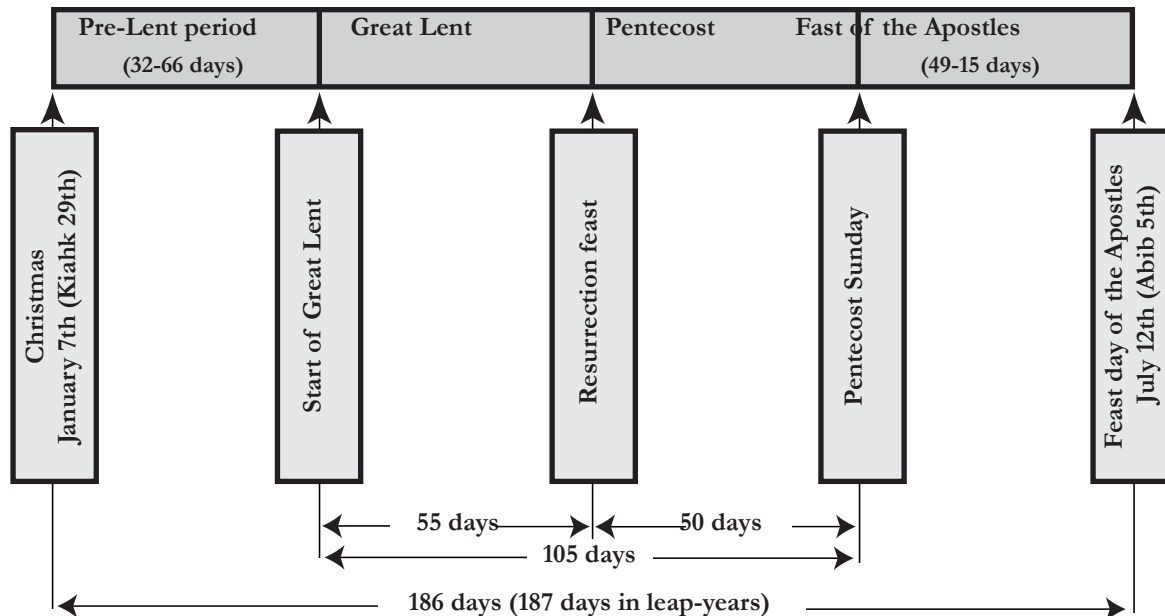 Pre-Lent period
(32-66 days)
Great Lent
Pentecost
Fast of the Apostles
(49-15 days)
Christmas
January 7th (Kiahk 29th)
Start of Great Lent
Resurrection feast
Pentecost Sunday
Feast day of the Apostles
July 12th (Abib 5th)
55 days
50 days
105 days
186 days (187 days in leap-years)